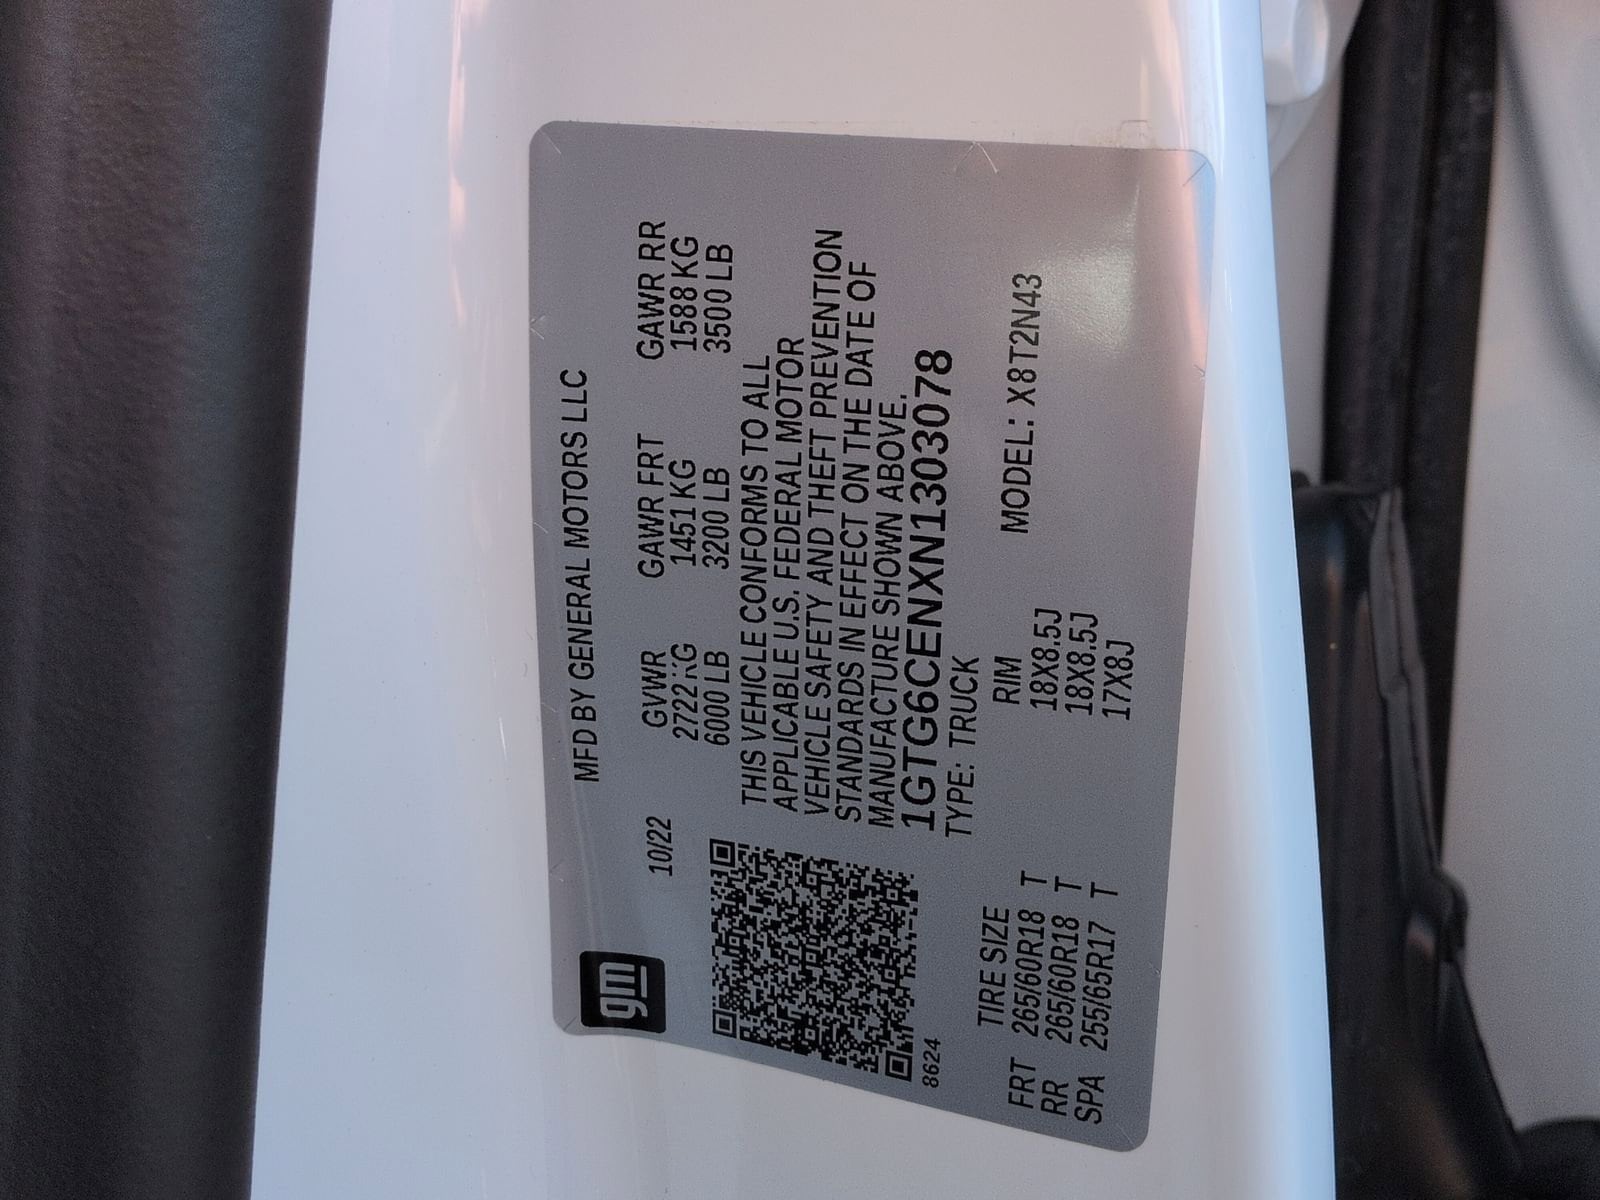 gm
MFD BY GENERAL MOTORS LLC
10/22 GVWR GAWR FRT GAWR RR
2722 KG 1451 KG 1588 KG
6000 LB 3200 LB 3500 LB
THIS VEHICLE CONFORMS TO ALL
APPLICABLE U.S. FEDERAL MOTOR
VEHICLE SAFETY AND THEFT PREVENTION
STANDARDS IN EFFECT ON THE DATE OF
MANUFACTURE SHOWN ABOVE.
1GTG6CENXN1303078
8624 TYPE: TRUCK
TIRE SIZE RIM MODEL: X8T2N43
FRT 265/60R18 T 18X8.5J
RR 265/60R18 T 18X8.5J
SPA 255/65R17 T 17X8J